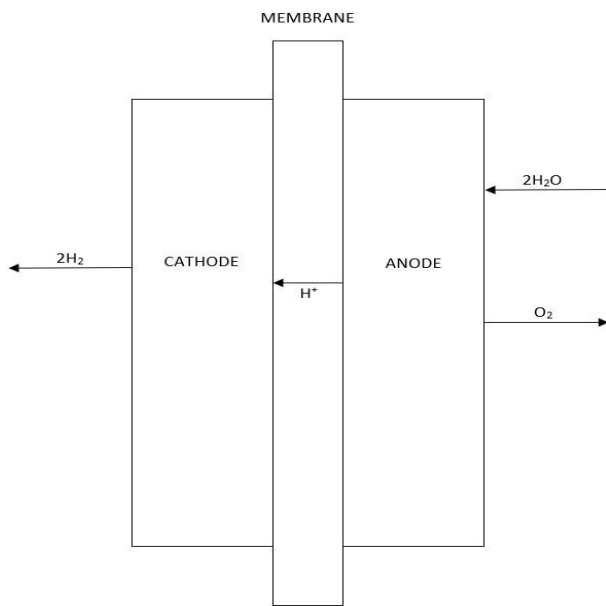 MEMBRANE
2H₂O
2H₂
CATHODE
ANODE
H⁺
O₂